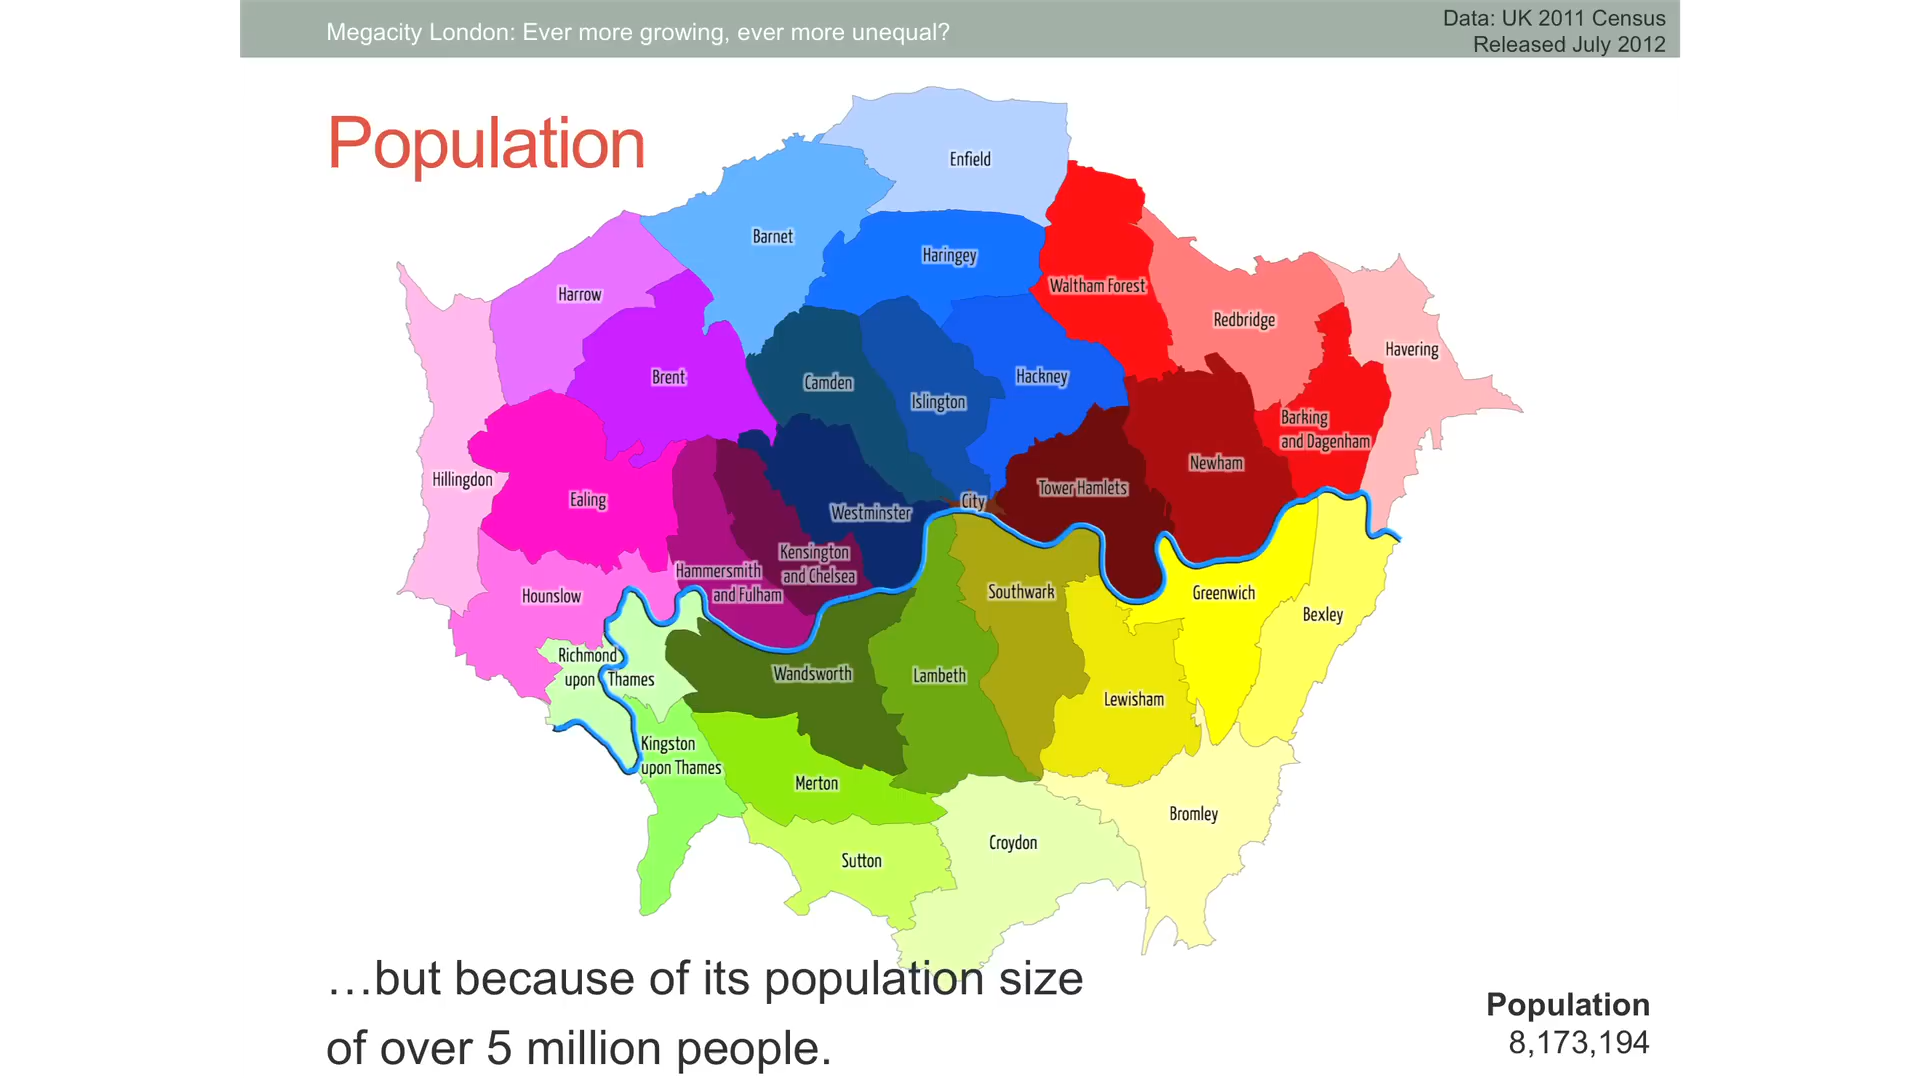 Megacity London: Ever more growing, ever more unequal?
Data: UK 2011 Census
Released July 2012
Population
Enfield
Barnet
Haringey
Harrow
Waltham Forest
Redbridge
Havering
Brent
Camden
Hackney
Islington
Barking
and Dagenham
Newham
Hillingdon
Ealing
Tower Hamlets
City
Westminster
Kensington
and Chelsea
Hammersmith
and Fulham
Hounslow
Southwark
Greenwich
Bexley
Richmond
upon Thames
Wandsworth
Lambeth
Lewisham
Kingston
upon Thames
Merton
Bromley
Croydon
Sutton
…but because of its population size
of over 5 million people.
Population
8,173,194